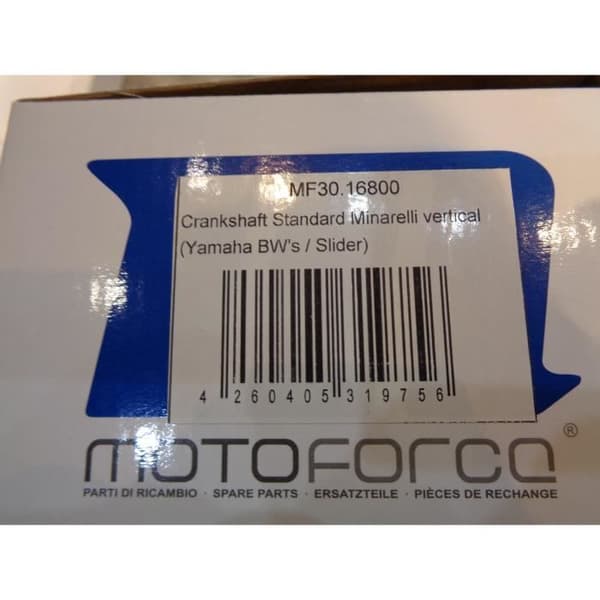 MF30.16800
Crankshaft Standard Minarelli vertical
(Yamaha BW's / Slider)
4 260405 319756
MOTOFORCE ®
PARTI DI RICAMBIO · SPARE PARTS · ERSATZTEILE · PIÈCES DE RECHANGE